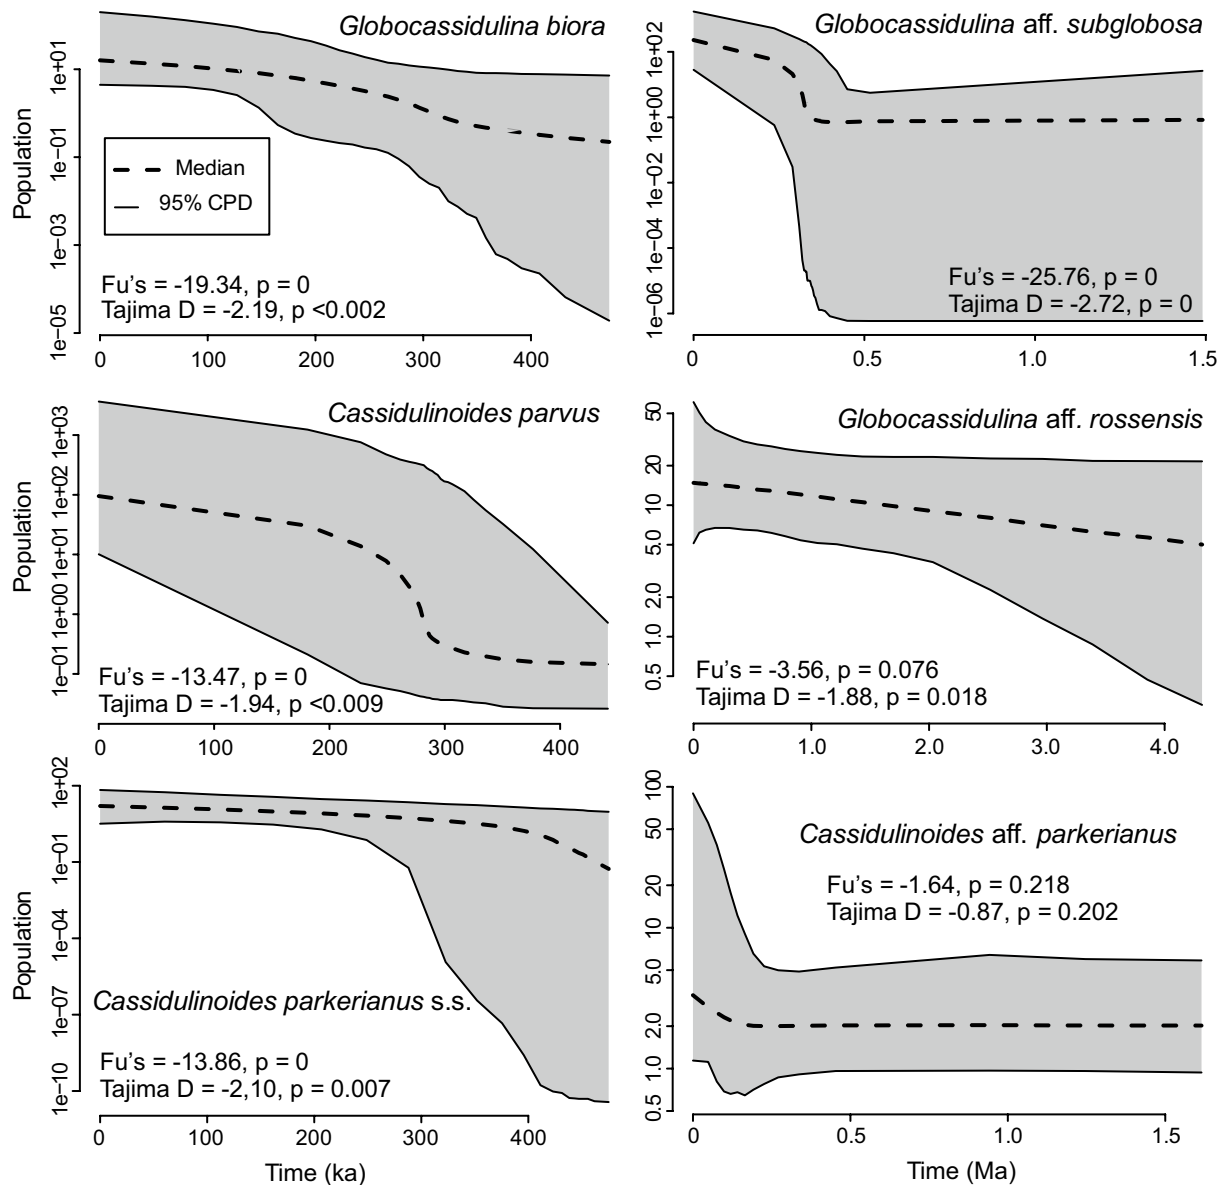 Globocassidulina biora
Population
1e+01
1e−01
1e−03
1e−05
Median
95% CPD
Fu's = -19.34, p = 0
Tajima D = -2.19, p <0.002
0 100 200 300 400
Globocassidulina aff. subglobosa
1e+02
1e+00
1e−02
1e−04
1e−06
Fu's = -25.76, p = 0
Tajima D = -2.72, p = 0
0 0.5 1.0 1.5
Cassidulinoides parvus
Population
1e+03
1e+02
1e+01
1e+00
1e−01
Fu's = -13.47, p = 0
Tajima D = -1.94, p <0.009
0 100 200 300 400
Globocassidulina aff. rossensis
50
20
10
5.0
2.0
1.0
0.5
Fu's = -3.56, p = 0.076
Tajima D = -1.88, p = 0.018
0 1.0 2.0 3.0 4.0
Population
1e+02
1e−01
1e−04
1e−07
1e−10
Cassidulinoides parkerianus s.s.
Fu's = -13.86, p = 0
Tajima D = -2,10, p = 0.007
0 100 200 300 400
Time (ka)
100
50
20
10
5.0
2.0
1.0
0.5
Cassidulinoides aff. parkerianus
Fu's = -1.64, p = 0.218
Tajima D = -0.87, p = 0.202
0 0.5 1.0 1.5
Time (Ma)